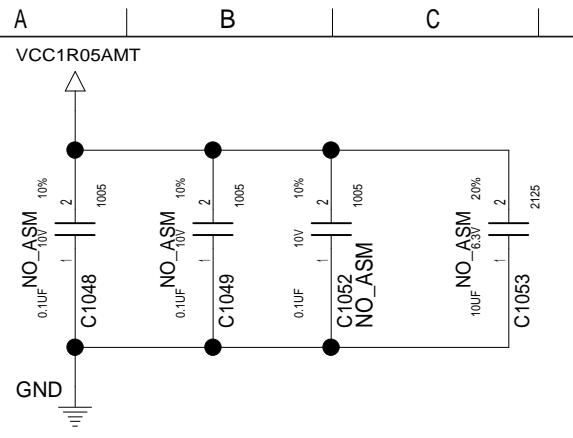 A B C
VCC1R05AMT
10% 2 1005
NO_ASM 10V
0.1UF 1 C1048
10% 2 1005
NO_ASM 10V
0.1UF 1 C1049
10% 2 1005
10V
0.1UF 1 C1052
NO_ASM
20% 2 2125
NO_ASM 6.3V
10UF 1 C1053
GND